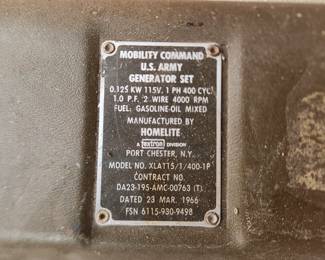 MOBILITY COMMAND
U.S. ARMY
GENERATOR SET
0.125 KW 115V. 1 PH 400 CYC.
1.0 P.F. 2 WIRE 4000 RPM
FUEL: GASOLINE-OIL MIXED
MANUFACTURED BY
HOMELITE
A textron DIVISION
PORT CHESTER, N.Y.
MODEL NO. XLAT15/1/400-1P
CONTRACT NO.
DA23-195-AMC-00763 (T)
DATED 23 MAR. 1966
FSN 6115-930-9498